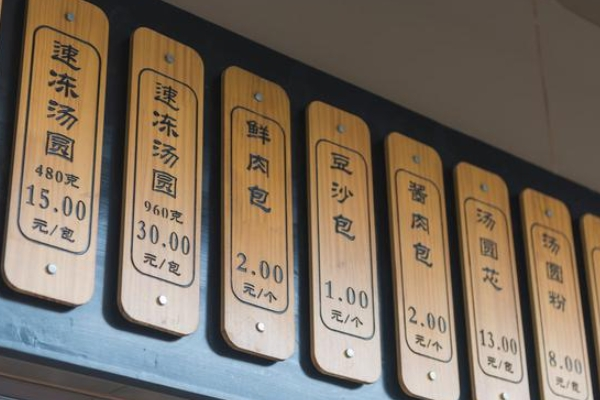 速冻汤圆
480克
15.00
元/包
速冻汤圆
960克
30.00
元/包
鲜肉包
2.00
元/个
豆沙包
1.00
元/个
酱肉包
2.00
元/个
汤圆芯
13.00
元/包
汤圆粉
8.00
元/包